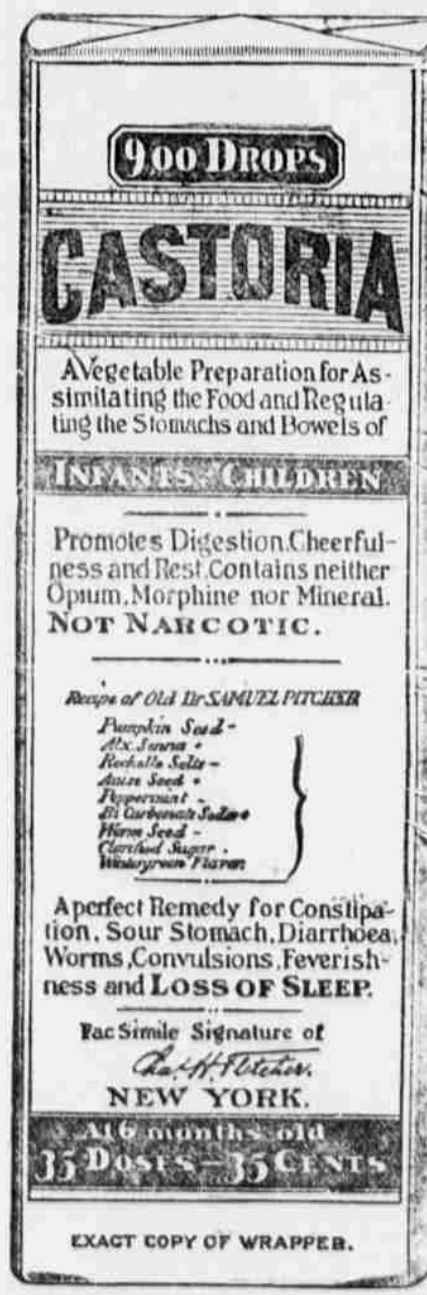 900 DROPS
CASTORIA
A Vegetable Preparation for As-
similating the Food and Regula-
ting the Stomachs and Bowels of
INFANTS CHILDREN
Promotes Digestion, Cheerful-
ness and Rest. Contains neither
Opium, Morphine nor Mineral.
NOT NARCOTIC.
Recipe of Old Dr SAMUEL PITCHER
Pumpkin Seed -
Alx. Senna +
Rochelle Salts -
Anise Seed +
Peppermint -
Bi Carbonate Soda +
Worm Seed -
Clarified Sugar .
Wintergreen Flavor.
A perfect Remedy for Constipa-
tion, Sour Stomach, Diarrhoea,
Worms, Convulsions, Feverish-
ness and LOSS OF SLEEP.
Fac Simile Signature of
Chas. H. Fletcher.
NEW YORK.
At 6 months old
35 DOSES – 35 CENTS
EXACT COPY OF WRAPPER.